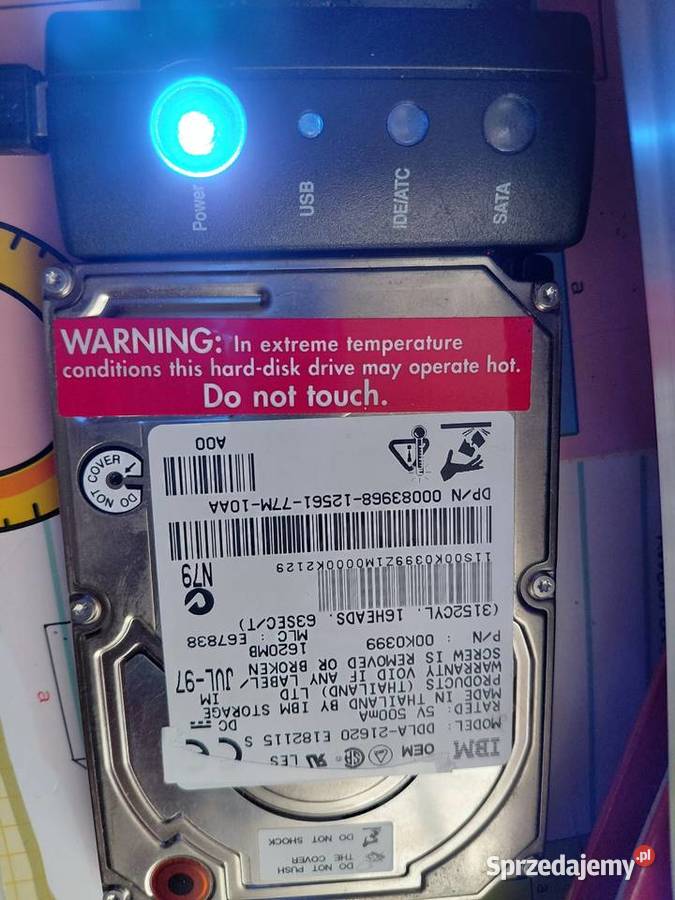 Power
USB
IDE/ATC
SATA
WARNING: In extreme temperature
conditions this hard-disk drive may operate hot.
Do not touch.
DO NOT COVER
IBM OEM LES
MODEL: DDLA-21620 E182115 S
RATED: 5V 500mA DC
MADE IN THAILAND BY IBM STORAGE IM
PRODUCTS (THAILAND) LTD
WARRANTY VOID IF ANY LABEL/ JUL-97
SCREW IS REMOVED OR BROKEN
1620MB
P/N : 00K0399 MLC : E67838
(3152CYL. 16HEADS. 63SEC/T)
11S00K0399Z1M0000K2129
N79
DP/N 00083968-12561-77M-10AA
A00
DO NOT PUSH
THE COVER
DO NOT SHOCK
a
a
Sprzedajemy.pl